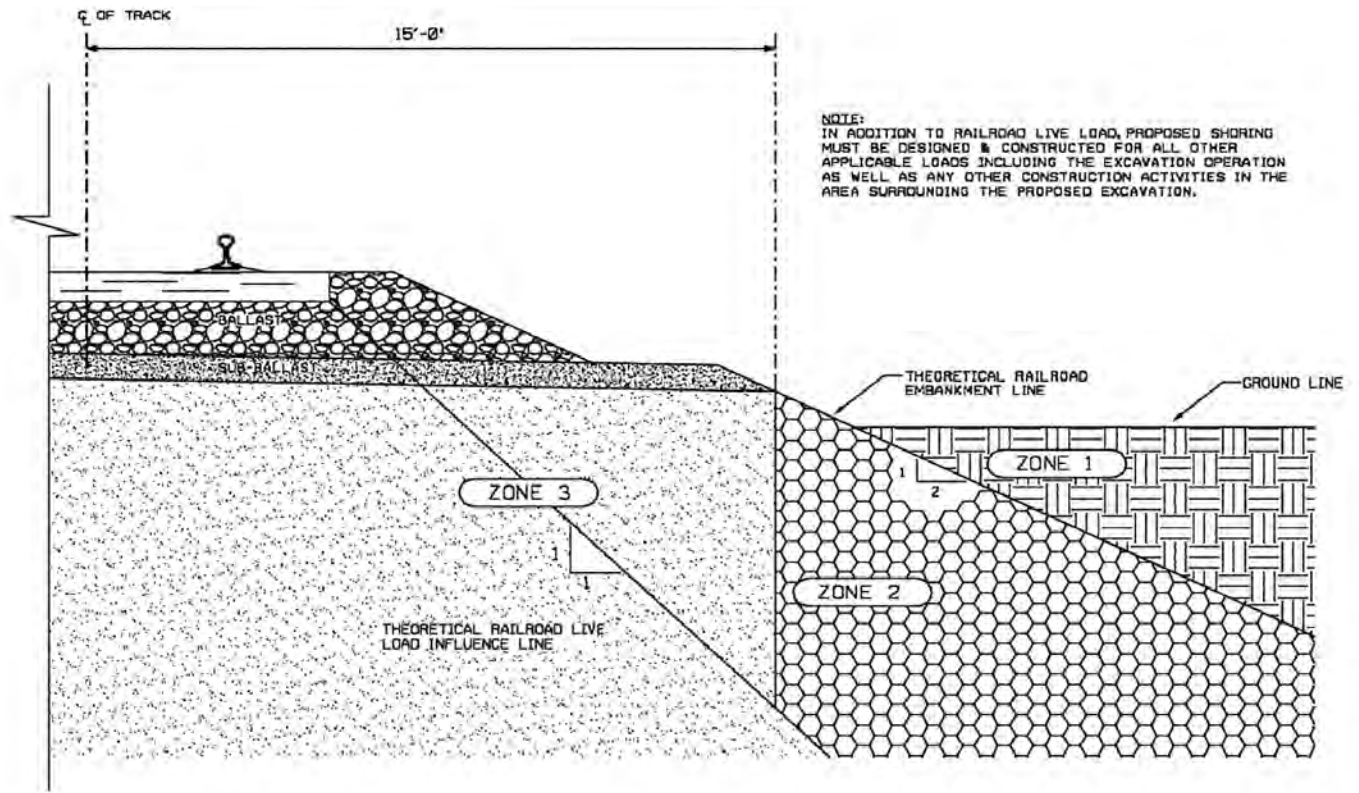 ℄ OF TRACK
15'-0"
NOTE:
IN ADDITION TO RAILROAD LIVE LOAD, PROPOSED SHORING
MUST BE DESIGNED & CONSTRUCTED FOR ALL OTHER
APPLICABLE LOADS INCLUDING THE EXCAVATION OPERATION
AS WELL AS ANY OTHER CONSTRUCTION ACTIVITIES IN THE
AREA SURROUNDING THE PROPOSED EXCAVATION.
BALLAST
SUB-BALLAST
THEORETICAL RAILROAD
EMBANKMENT LINE
GROUND LINE
ZONE 1
1
2
ZONE 3
1
1
ZONE 2
THEORETICAL RAILROAD LIVE
LOAD INFLUENCE LINE